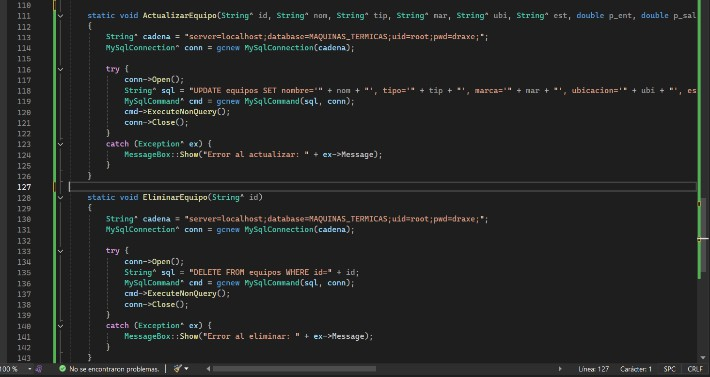 110
111 static void ActualizarEquipo(String^ id, String^ nom, String^ tip, String^ mar, String^ ubi, String^ est, double p_ent, double p_sal
112 {
113 String^ cadena = "server=localhost;database=MAQUINAS_TERMICAS;uid=root;pwd=draxe;";
114 MySqlConnection^ conn = gcnew MySqlConnection(cadena);
115
116 try {
117 conn->Open();
118 String^ sql = "UPDATE equipos SET nombre='" + nom + "', tipo='" + tip + "', marca='" + mar + "', ubicacion='" + ubi + "', es
119 MySqlCommand^ cmd = gcnew MySqlCommand(sql, conn);
120 cmd->ExecuteNonQuery();
121 conn->Close();
122 }
123 catch (Exception^ ex) {
124 MessageBox::Show("Error al actualizar: " + ex->Message);
125 }
126 }
127
128 static void EliminarEquipo(String^ id)
129 {
130 String^ cadena = "server=localhost;database=MAQUINAS_TERMICAS;uid=root;pwd=draxe;";
131 MySqlConnection^ conn = gcnew MySqlConnection(cadena);
132
133 try {
134 conn->Open();
135 String^ sql = "DELETE FROM equipos WHERE id=" + id;
136 MySqlCommand^ cmd = gcnew MySqlCommand(sql, conn);
137 cmd->ExecuteNonQuery();
138 conn->Close();
139 }
140 catch (Exception^ ex) {
141 MessageBox::Show("Error al eliminar: " + ex->Message);
142 }
143 }
100 % No se encontraron problemas. Línea: 127 Carácter: 1 SPC CRLF